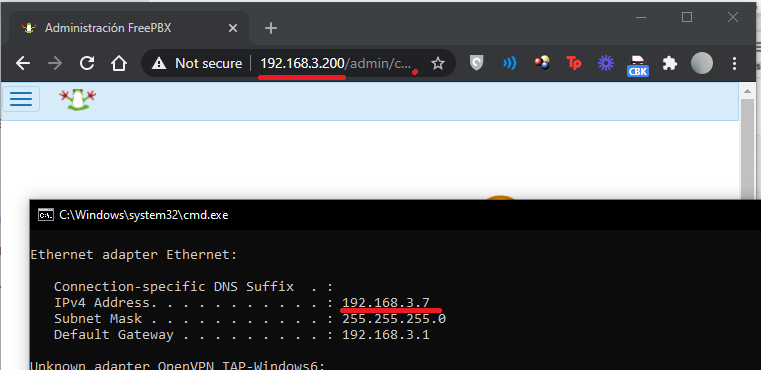 Administración FreePBX
Not secure | 192.168.3.200/admin/c...
Tp
CBK
C:\Windows\system32\cmd.exe
Ethernet adapter Ethernet:
Connection-specific DNS Suffix . :
IPv4 Address. . . . . . . . . . . : 192.168.3.7
Subnet Mask . . . . . . . . . . . : 255.255.255.0
Default Gateway . . . . . . . . . : 192.168.3.1
Unknown adapter OpenVPN TAP-Windows6: